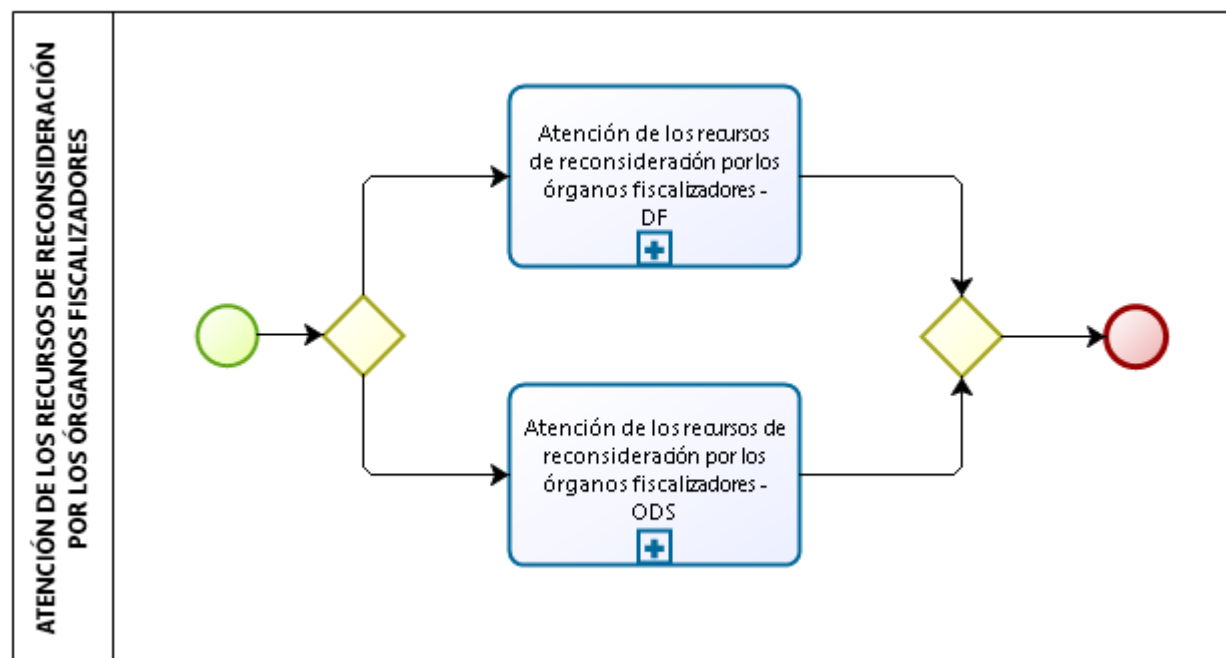 ATENCIÓN DE LOS RECURSOS DE RECONSIDERACIÓN
POR LOS ÓRGANOS FISCALIZADORES
Atención de los recursos
de reconsideración por los
órganos fiscalizadores -
DF
Atención de los recursos de
reconsideración por los
órganos fiscalizadores -
ODS